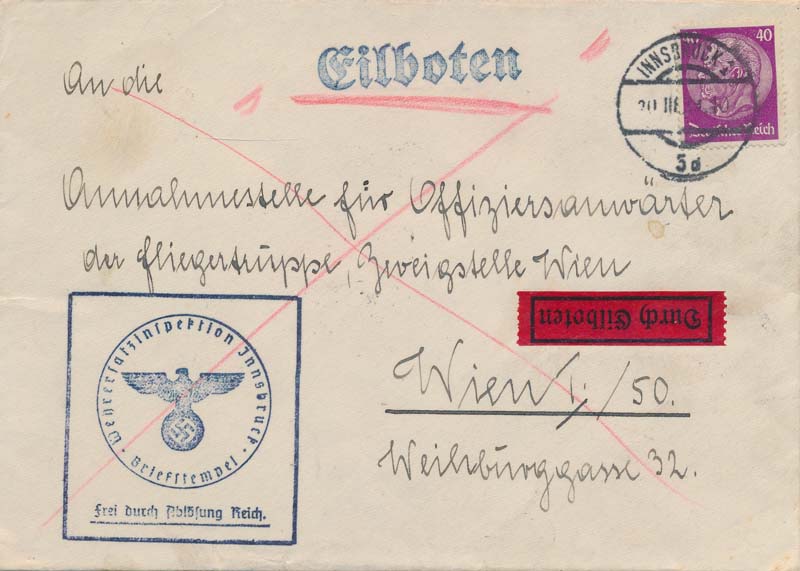 Eilboten
40
Deutsches Reich
INNSBRUCK
5d
An die
Annahmestelle für Offiziersanwärter
der Fliegertruppe, Zweigstelle Wien
Durch Eilboten
Wien I. /50.
Weihburggasse 32.
Wehrersatzinspektion Innsbruck
Briefstempel
Frei durch Ablösung Reich.